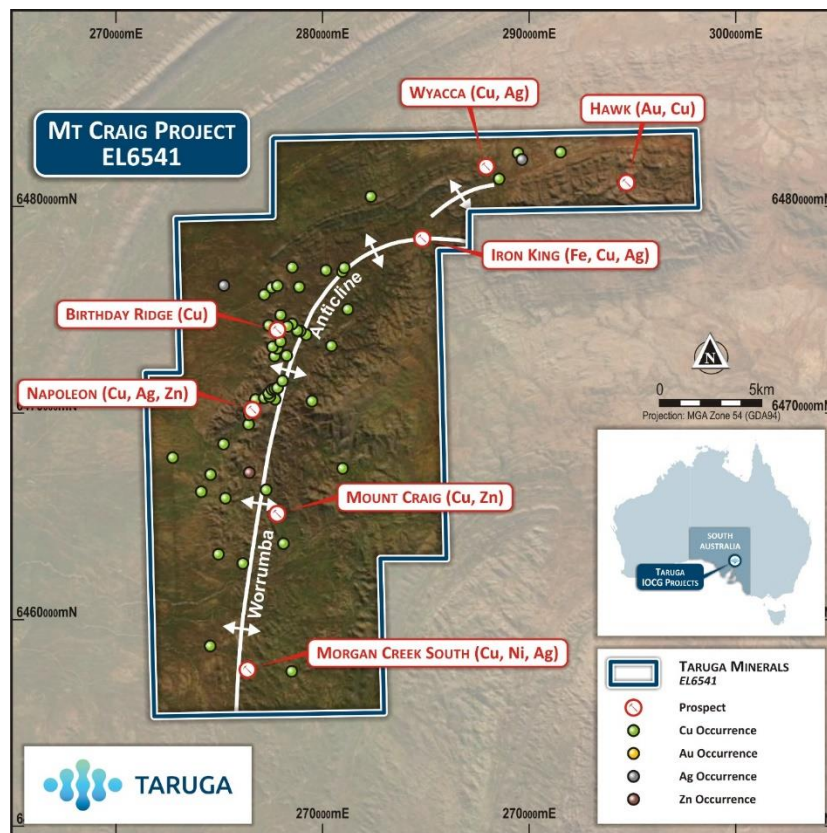 270000mE
280000mE
290000mE
300000mE
WYACCA (Cu, Ag)
HAWK (Au, Cu)
MT CRAIG PROJECT
EL6541
6480000mN
6480000mN
IRON KING (Fe, Cu, Ag)
Anticline
BIRTHDAY RIDGE (Cu)
N
0
5km
Projection: MGA Zone 54 (GDA94)
NAPOLEON (Cu, Ag, Zn)
6470000mN
6470000mN
MOUNT CRAIG (Cu, Zn)
Worrumba
SOUTH
AUSTRALIA
TARUGA
IOCG PROJECTS
6460000mN
MORGAN CREEK SOUTH (Cu, Ni, Ag)
TARUGA MINERALS
EL6541
Prospect
Cu Occurrence
Au Occurrence
Ag Occurrence
Zn Occurrence
TARUGA
270000mE
270000mE